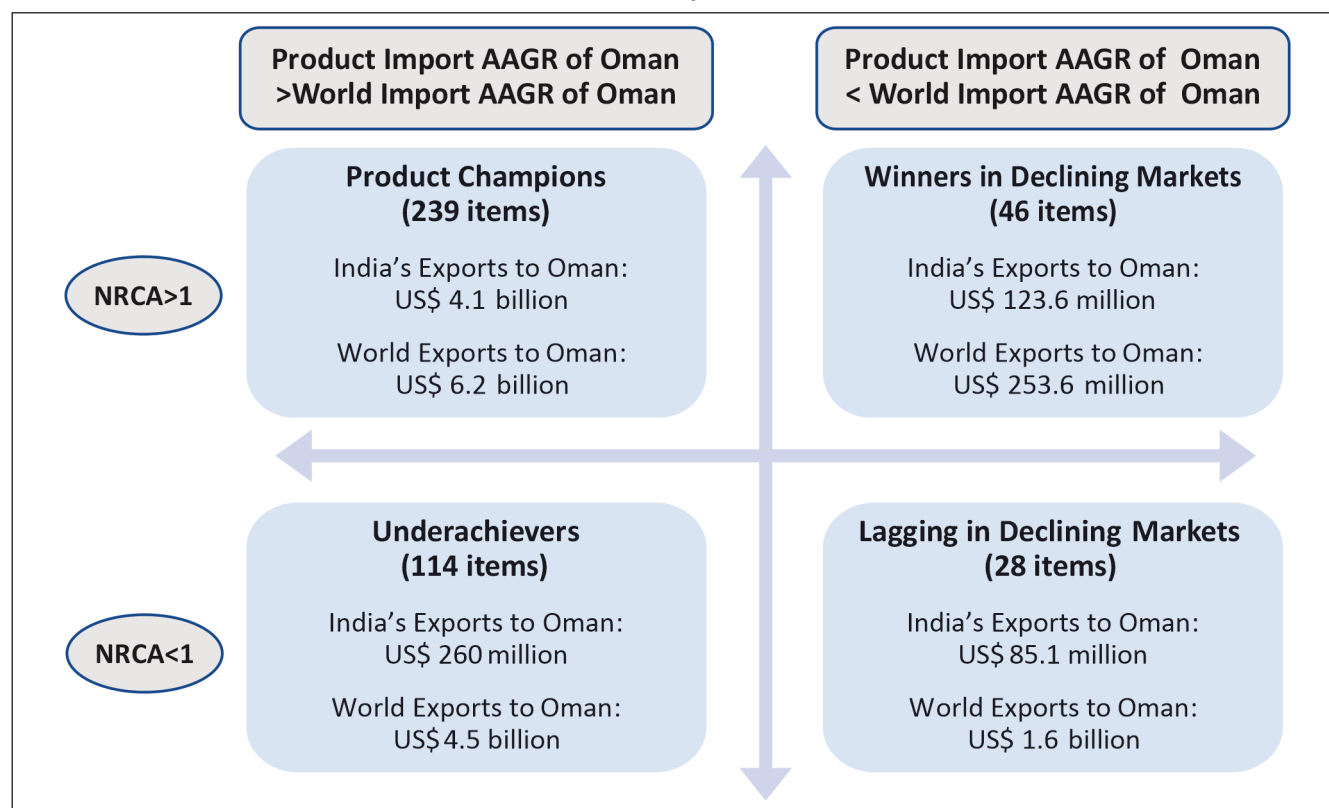 Product Import AAGR of Oman
>World Import AAGR of Oman
Product Import AAGR of Oman
< World Import AAGR of Oman
NRCA>1
Product Champions
(239 items)
India’s Exports to Oman:
US$ 4.1 billion
World Exports to Oman:
US$ 6.2 billion
Winners in Declining Markets
(46 items)
India’s Exports to Oman:
US$ 123.6 million
World Exports to Oman:
US$ 253.6 million
NRCA<1
Underachievers
(114 items)
India’s Exports to Oman:
US$ 260 million
World Exports to Oman:
US$ 4.5 billion
Lagging in Declining Markets
(28 items)
India’s Exports to Oman:
US$ 85.1 million
World Exports to Oman:
US$ 1.6 billion